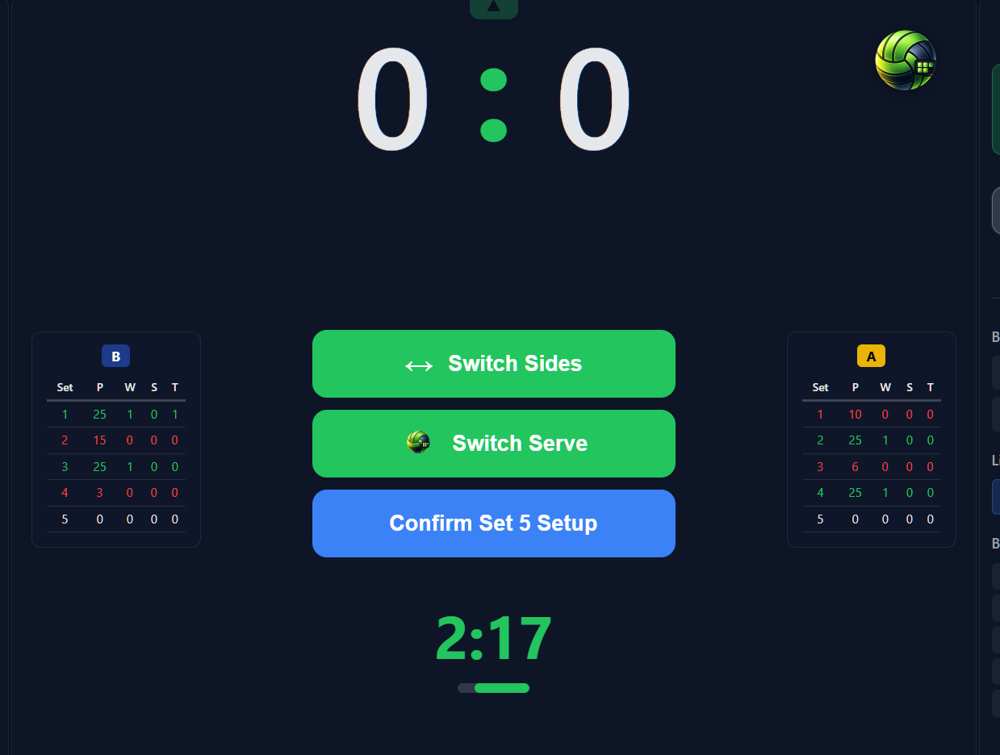 ▲
0 : 0
B
Set P W S T
1 25 1 0 1
2 15 0 0 0
3 25 1 0 0
4 3 0 0 0
5 0 0 0 0
↔ Switch Sides
Switch Serve
Confirm Set 5 Setup
2:17
A
Set P W S T
1 10 0 0 0
2 25 1 0 0
3 6 0 0 0
4 25 1 0 0
5 0 0 0 0
B
Li
B